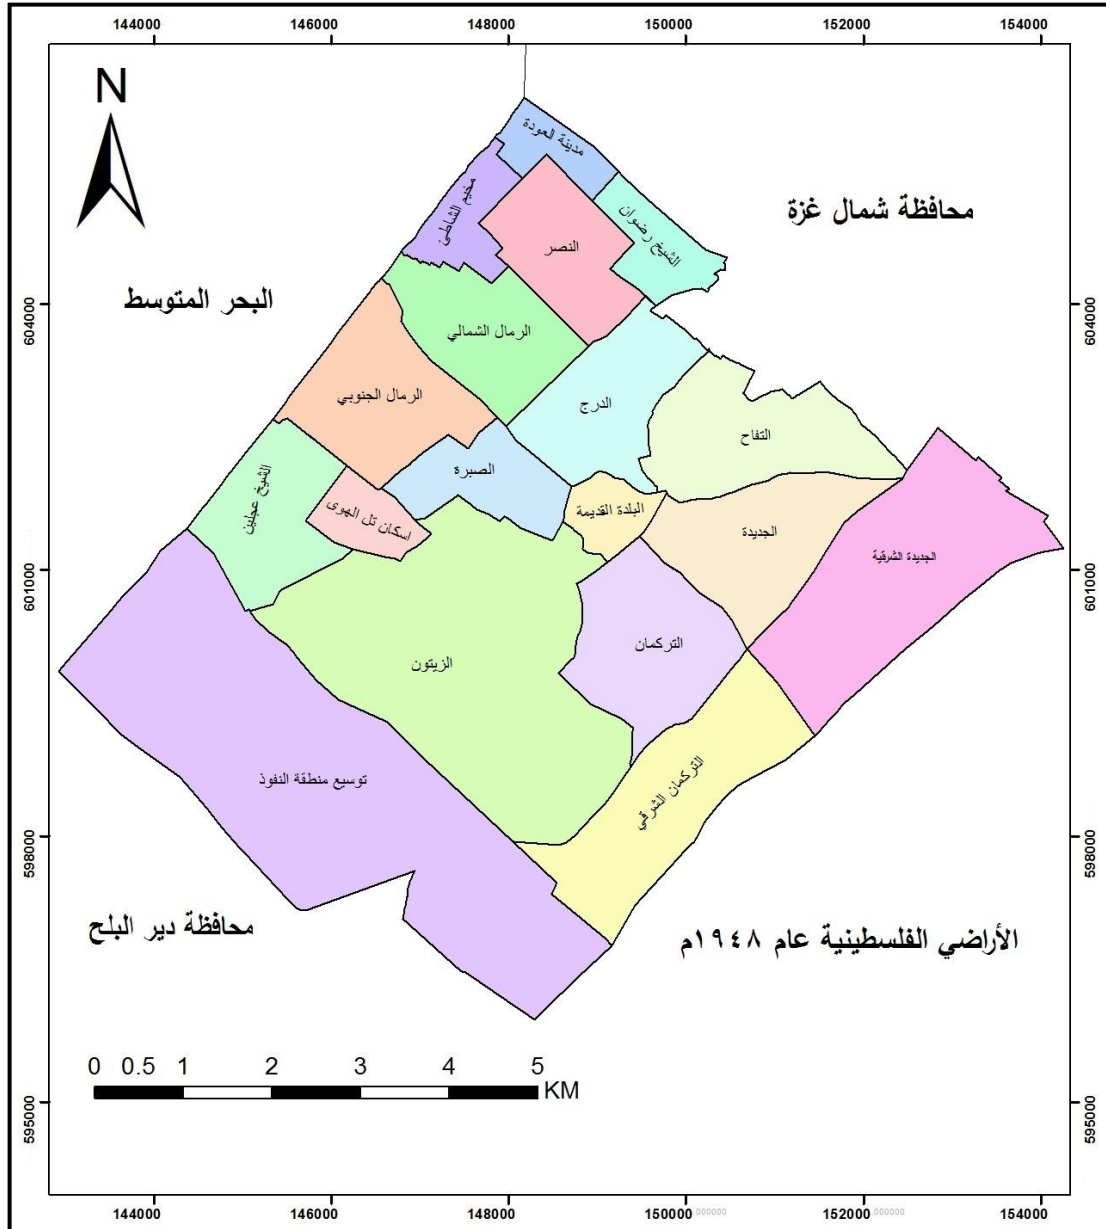 144000 146000 148000 150000 152000 154000
N
مدينة العودة
مخيم الشاطئ
الشيخ رضوان
محافظة شمال غزة
النصر
البحر المتوسط
604000
604000
الرمال الشمالي
الرمال الجنوبي
الدرج
التفاح
الصبرة
الشيخ عجلين
اسكان تل الهوى
البلدة القديمة
الجديدة
الجديدة الشرقية
601000
601000
التركمان
الزيتون
توسيع منطقة النفوذ
التركمان الشرقي
598000
598000
محافظة دير البلح
الأراضي الفلسطينية عام ١٩٤٨م
0 0.5 1 2 3 4 5
KM
595000
595000
144000 146000 148000 150000.000000 152000.000000 154000